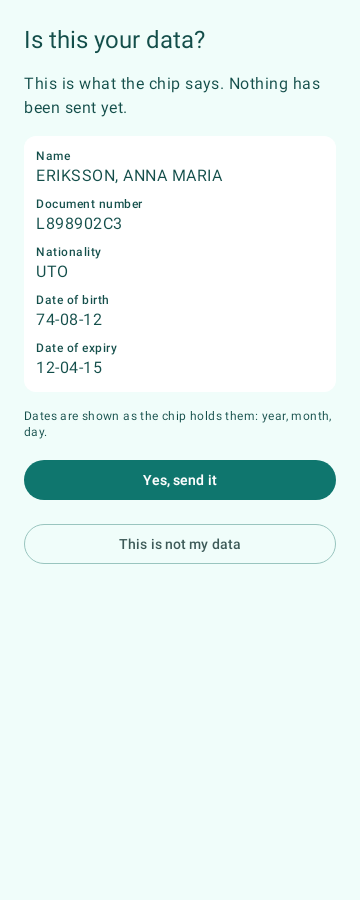 Is this your data?
This is what the chip says. Nothing has
been sent yet.
Name
ERIKSSON, ANNA MARIA
Document number
L898902C3
Nationality
UTO
Date of birth
74-08-12
Date of expiry
12-04-15
Dates are shown as the chip holds them: year, month,
day.
Yes, send it
This is not my data